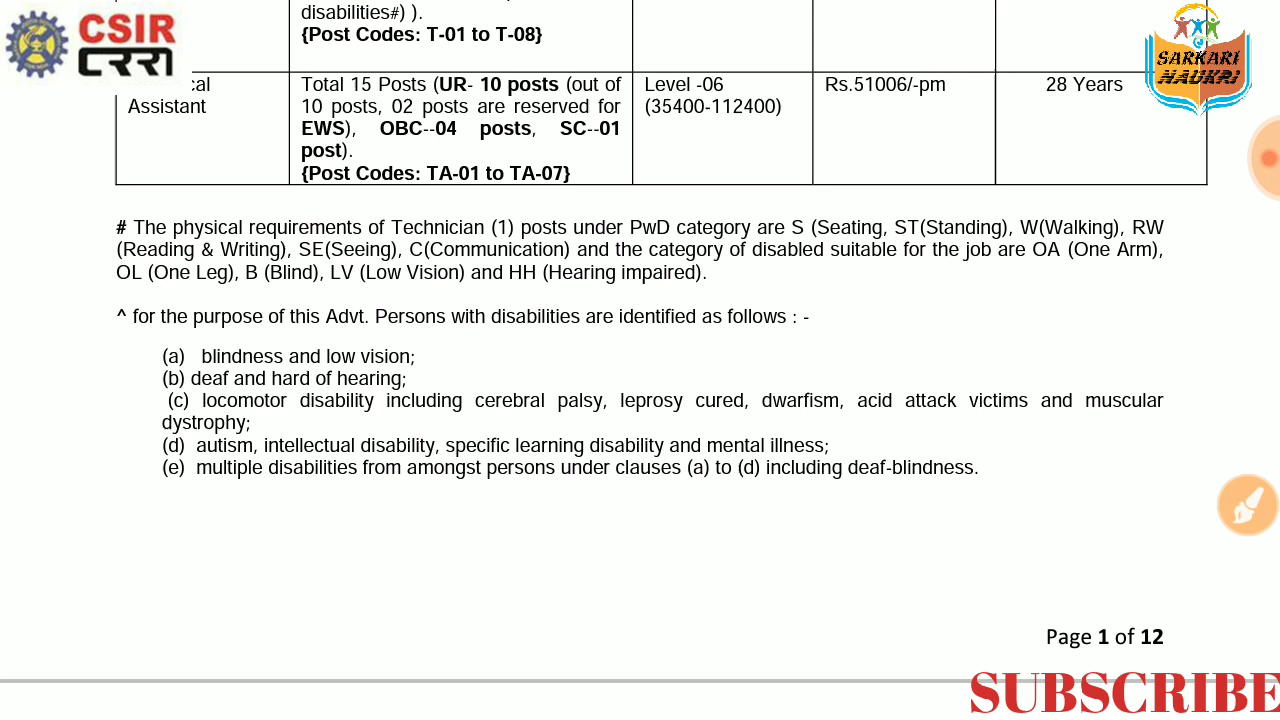 CSIR
CRRI
SARKARI
NAUKRI
disabilities#) ).
{Post Codes: T-01 to T-08}
cal
Assistant
Total 15 Posts (UR- 10 posts (out of
10 posts, 02 posts are reserved for
EWS), OBC--04 posts, SC--01
post).
{Post Codes: TA-01 to TA-07}
Level -06
(35400-112400)
Rs.51006/-pm
28 Years
# The physical requirements of Technician (1) posts under PwD category are S (Seating, ST(Standing), W(Walking), RW
(Reading & Writing), SE(Seeing), C(Communication) and the category of disabled suitable for the job are OA (One Arm),
OL (One Leg), B (Blind), LV (Low Vision) and HH (Hearing impaired).
^ for the purpose of this Advt. Persons with disabilities are identified as follows : -
(a) blindness and low vision;
(b) deaf and hard of hearing;
(c) locomotor disability including cerebral palsy, leprosy cured, dwarfism, acid attack victims and muscular
dystrophy;
(d) autism, intellectual disability, specific learning disability and mental illness;
(e) multiple disabilities from amongst persons under clauses (a) to (d) including deaf-blindness.
Page 1 of 12
SUBSCRIBE